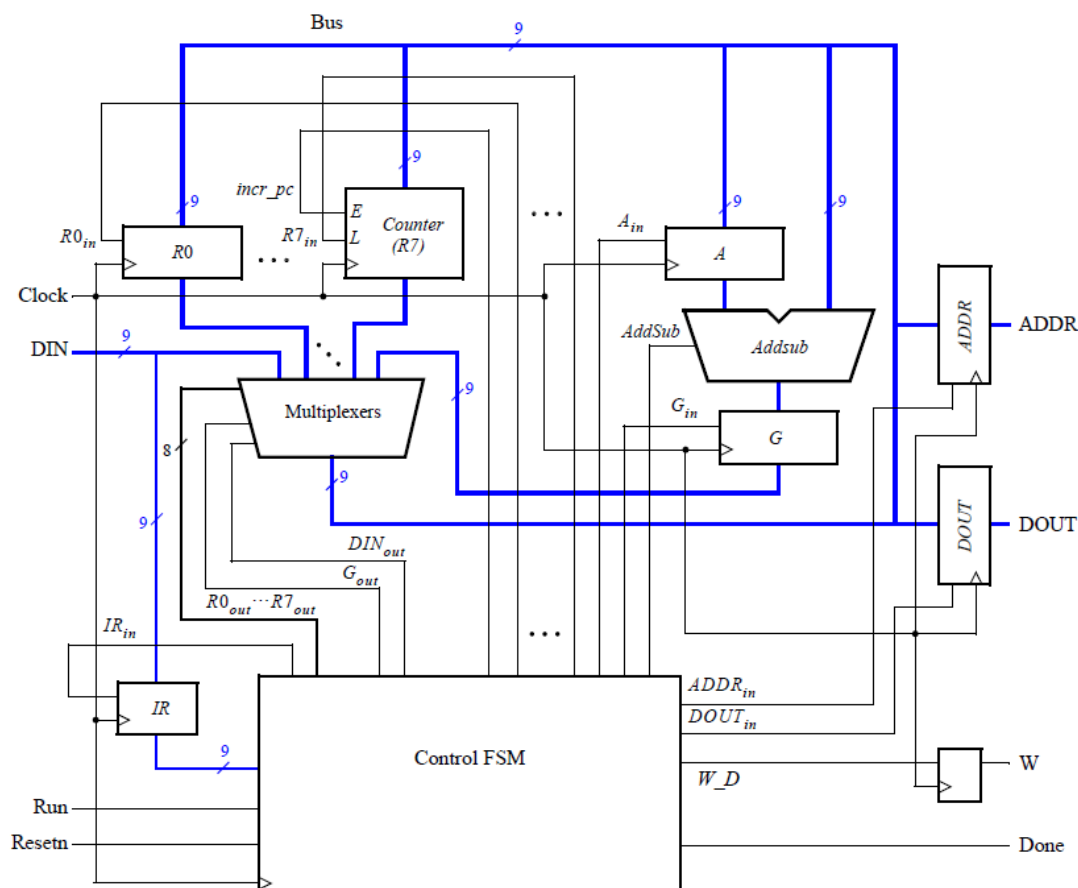 Bus
9
9
9
9
9
incr_pc
E
L
Counter
(R7)
R0in
R0
...
R7in
...
Ain
A
Clock
DIN
9
...
Multiplexers
8
9
9
AddSub
Addsub
Gin
G
9
ADDR
ADDR
DOUT
DOUT
9
DINout
Gout
R0out...R7out
IRin
IR
9
...
ADDRin
DOUTin
Control FSM
W_D
W
Run
Resetn
Done